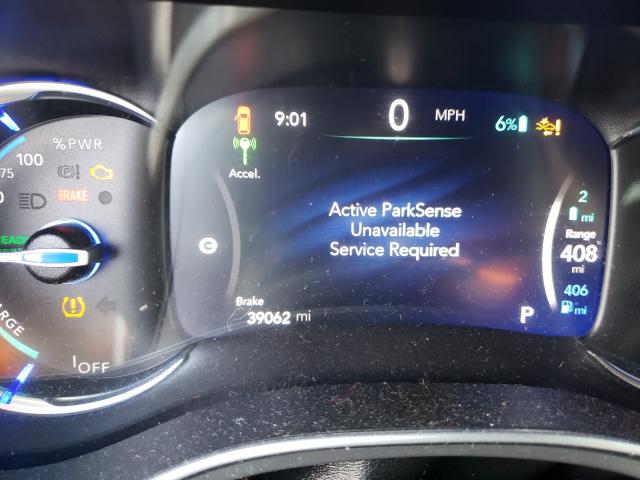 9:01
0 MPH
6%
Accel.
Active ParkSense
Unavailable
Service Required
Brake
39062 mi
P
2
mi
Range
408
mi
406
mi
% PWR
100
75
BRAKE
OFF